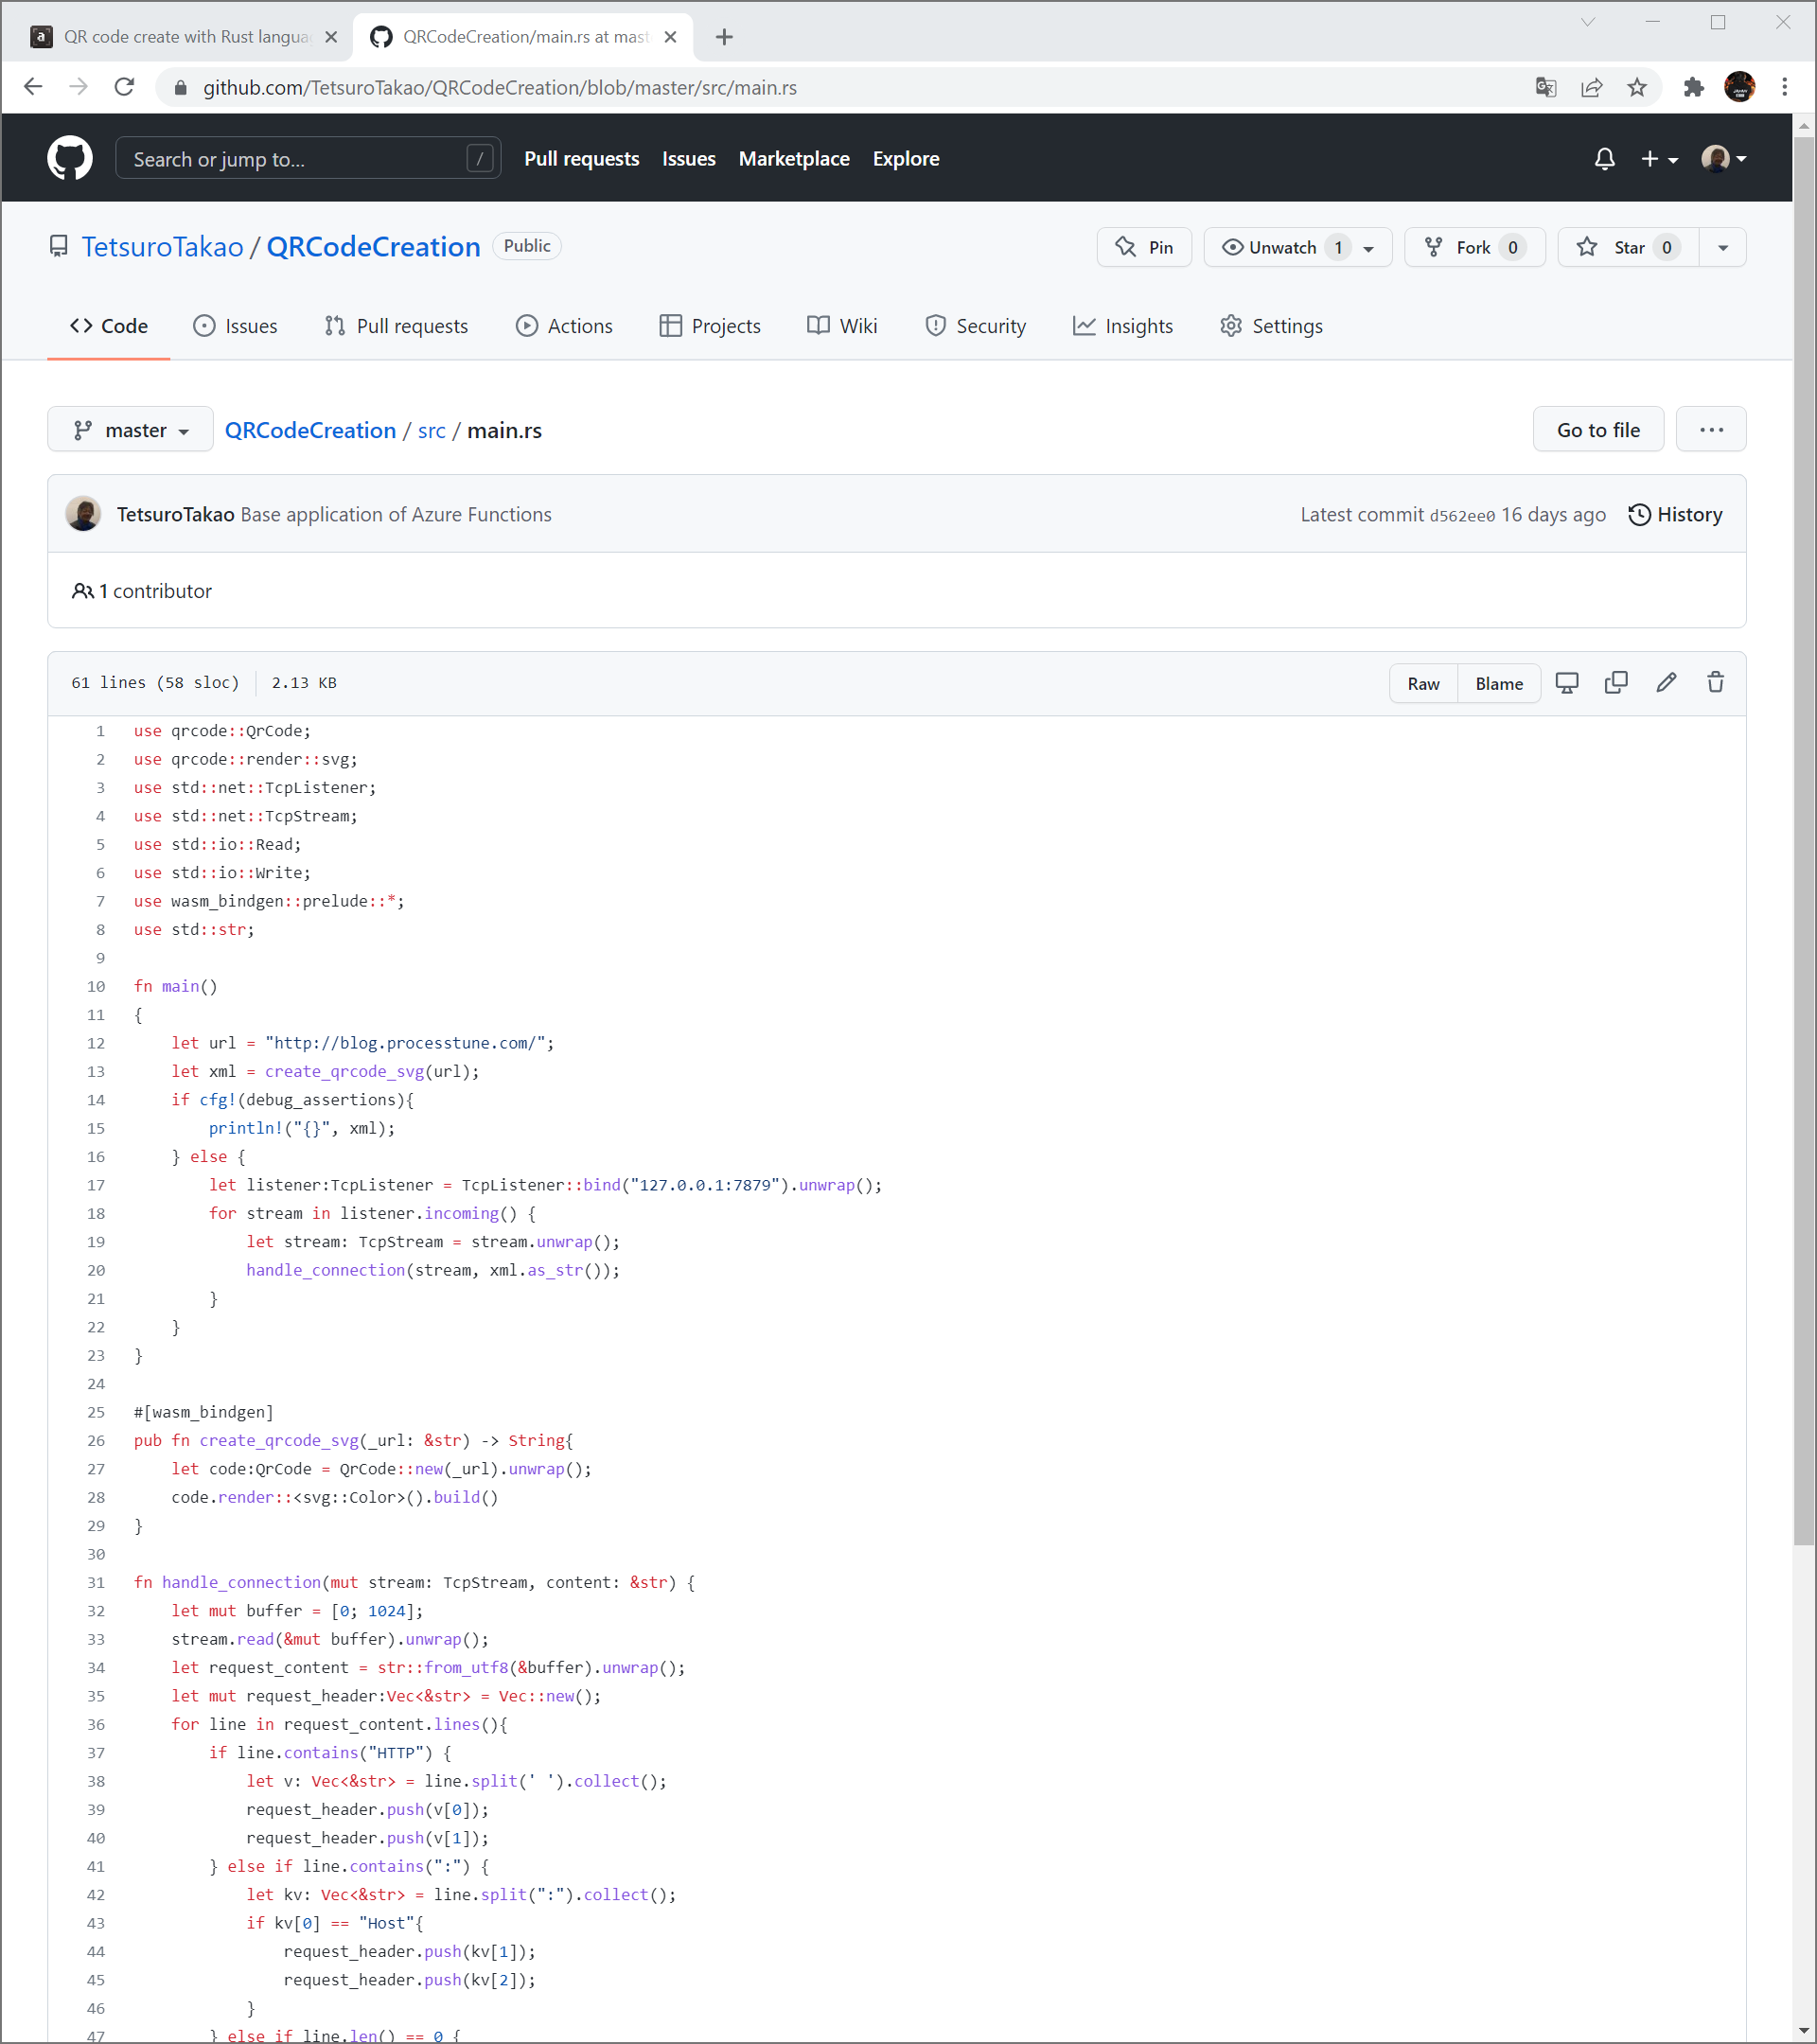 QR code create with Rust langua
QRCodeCreation/main.rs at mast
github.com/TetsuroTakao/QRCodeCreation/blob/master/src/main.rs
Search or jump to... /
Pull requests Issues Marketplace Explore
TetsuroTakao / QRCodeCreation Public
Pin Unwatch 1 Fork 0 Star 0
Code Issues Pull requests Actions Projects Wiki Security Insights Settings
master QRCodeCreation / src / main.rs Go to file
TetsuroTakao Base application of Azure Functions Latest commit d562ee0 16 days ago History
1 contributor
61 lines (58 sloc) 2.13 KB Raw Blame
1 use qrcode::QrCode;
2 use qrcode::render::svg;
3 use std::net::TcpListener;
4 use std::net::TcpStream;
5 use std::io::Read;
6 use std::io::Write;
7 use wasm_bindgen::prelude::*;
8 use std::str;
9
10 fn main()
11 {
12     let url = "http://blog.processtune.com/";
13     let xml = create_qrcode_svg(url);
14     if cfg!(debug_assertions){
15         println!("{}", xml);
16     } else {
17         let listener:TcpListener = TcpListener::bind("127.0.0.1:7879").unwrap();
18         for stream in listener.incoming() {
19             let stream: TcpStream = stream.unwrap();
20             handle_connection(stream, xml.as_str());
21         }
22     }
23 }
24
25 #[wasm_bindgen]
26 pub fn create_qrcode_svg(_url: &str) -> String{
27     let code:QrCode = QrCode::new(_url).unwrap();
28     code.render::<svg::Color>().build()
29 }
30
31 fn handle_connection(mut stream: TcpStream, content: &str) {
32     let mut buffer = [0; 1024];
33     stream.read(&mut buffer).unwrap();
34     let request_content = str::from_utf8(&buffer).unwrap();
35     let mut request_header:Vec<&str> = Vec::new();
36     for line in request_content.lines(){
37         if line.contains("HTTP") {
38             let v: Vec<&str> = line.split(' ').collect();
39             request_header.push(v[0]);
40             request_header.push(v[1]);
41         } else if line.contains(":") {
42             let kv: Vec<&str> = line.split(":").collect();
43             if kv[0] == "Host"{
44                 request_header.push(kv[1]);
45                 request_header.push(kv[2]);
46             }
47         } else if line.len() == 0 {